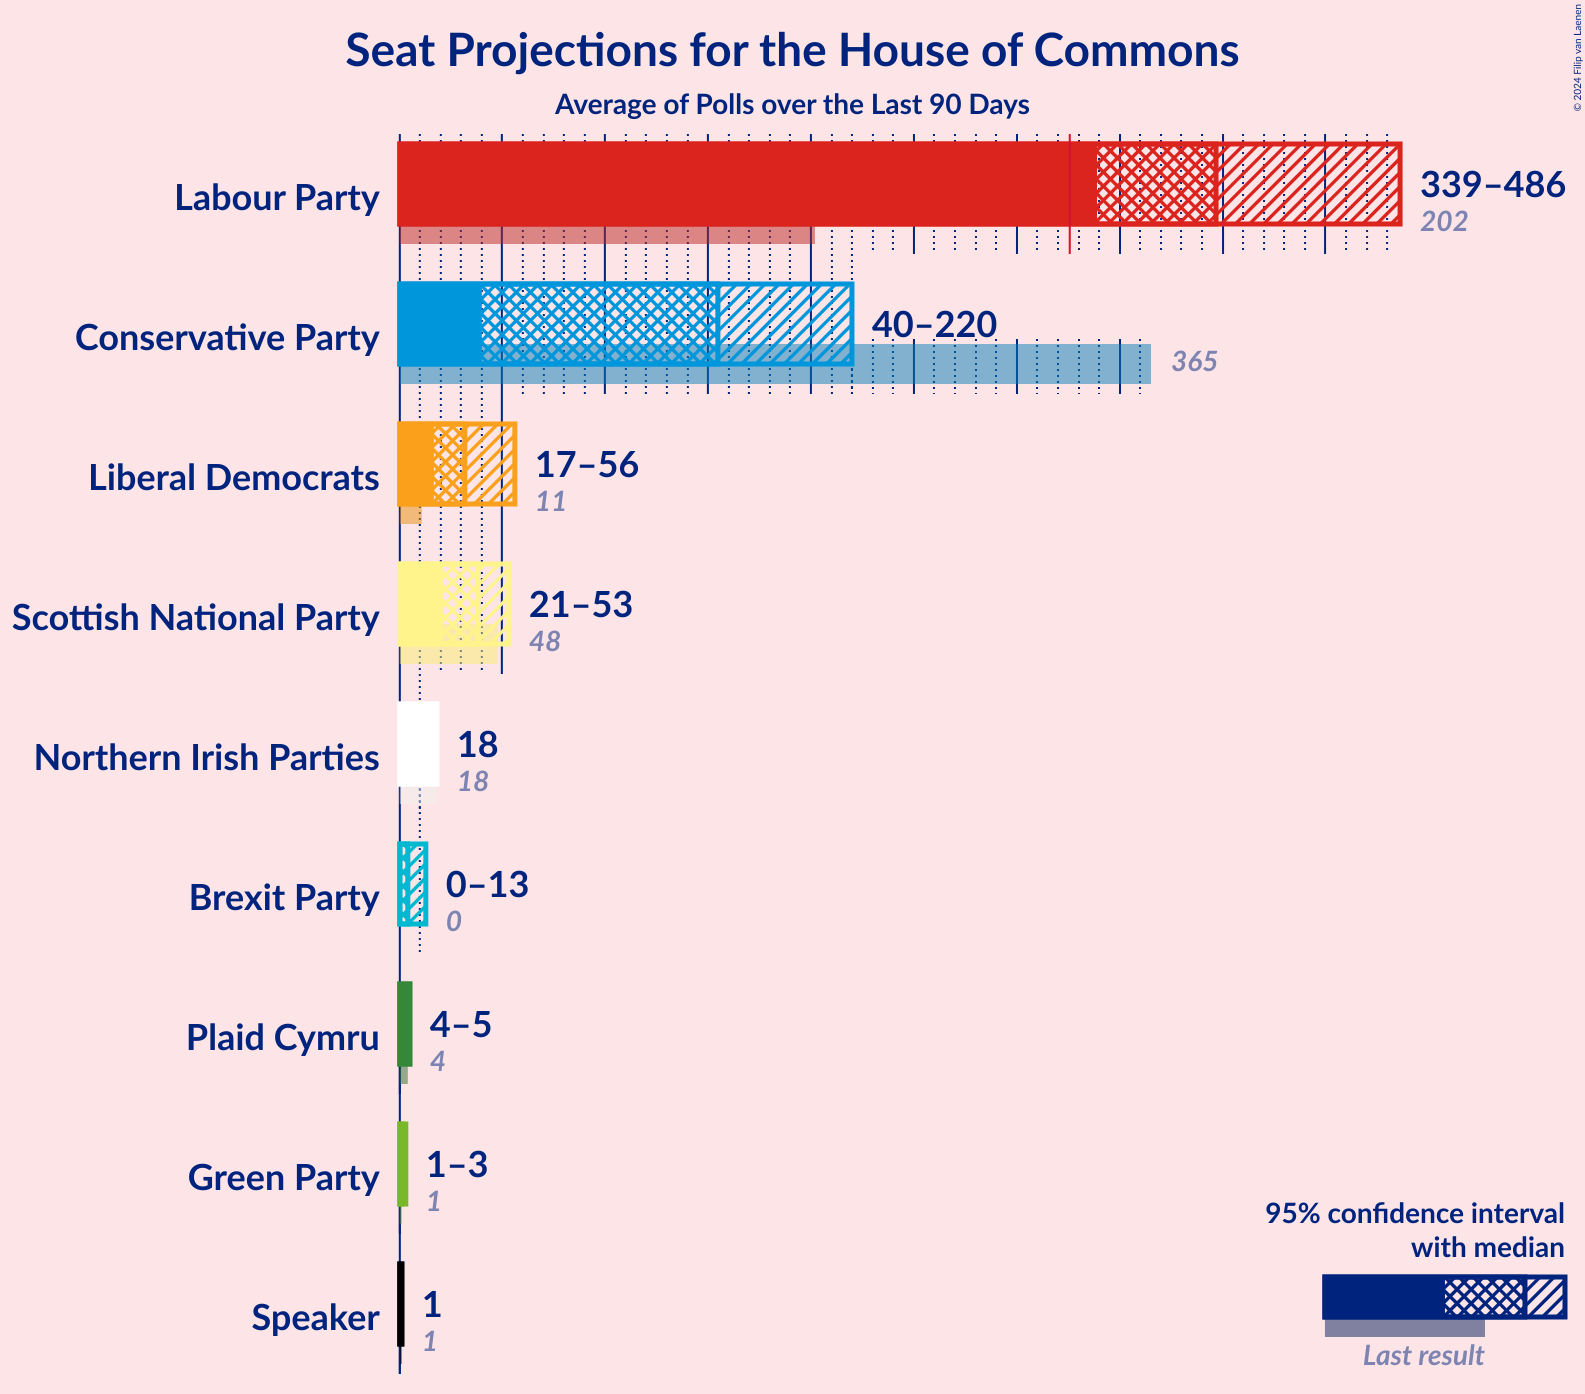 Seat Projections for the House of Commons
Average of Polls over the Last 90 Days
© 2024 Filip van Laenen
Labour Party
339–486
202
Conservative Party
40–220
365
Liberal Democrats
17–56
11
Scottish National Party
21–53
48
Northern Irish Parties
18
18
Brexit Party
0–13
0
Plaid Cymru
4–5
4
Green Party
1–3
1
Speaker
1
1
95% confidence interval
with median
Last result